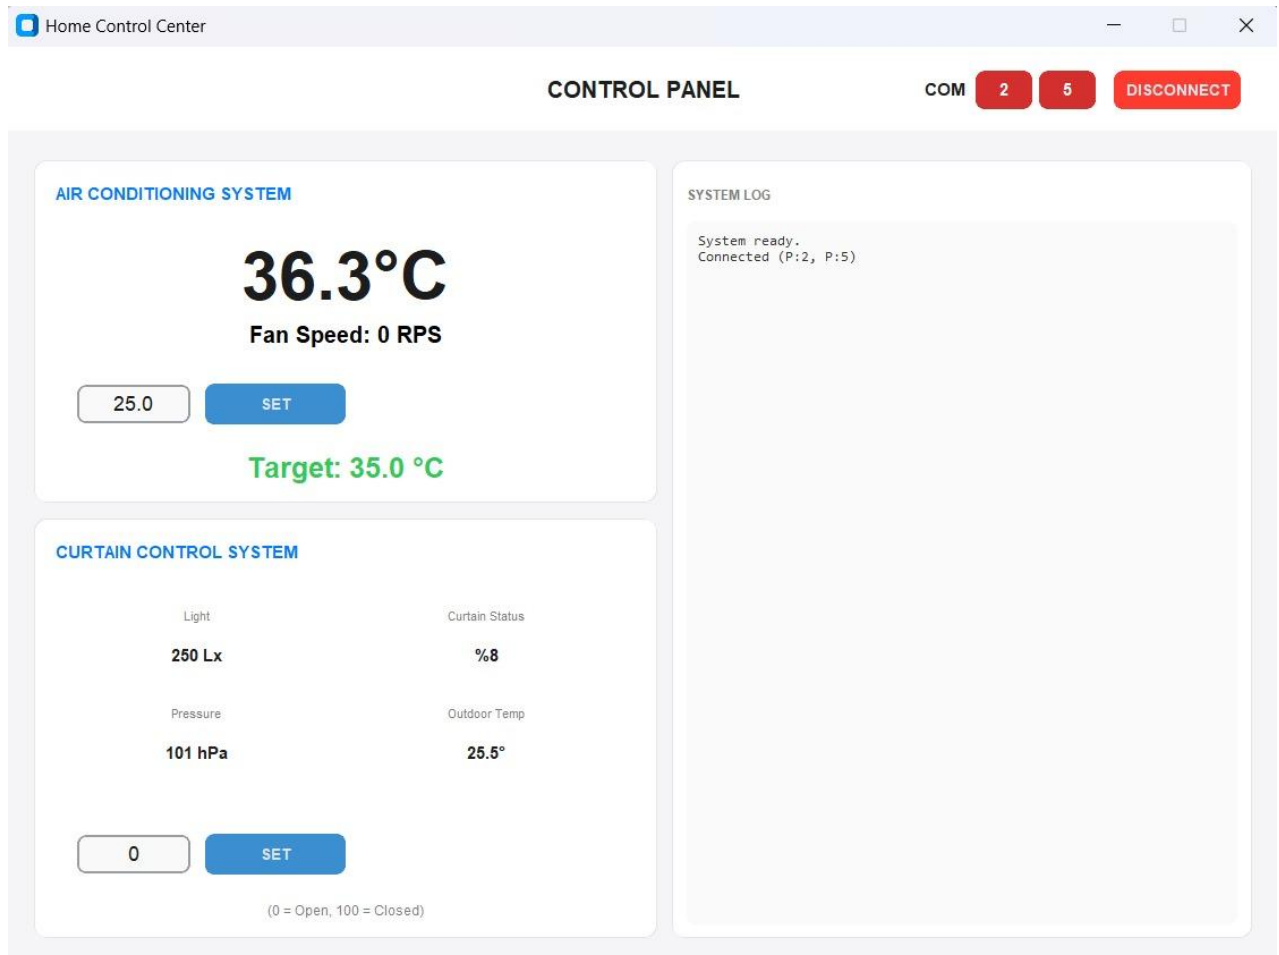 Home Control Center
CONTROL PANEL
COM 2 5 DISCONNECT
AIR CONDITIONING SYSTEM
36.3°C
Fan Speed: 0 RPS
25.0 SET
Target: 35.0 °C
CURTAIN CONTROL SYSTEM
Light Curtain Status
250 Lx %8
Pressure Outdoor Temp
101 hPa 25.5°
0 SET
(0 = Open, 100 = Closed)
SYSTEM LOG
System ready.
Connected (P:2, P:5)